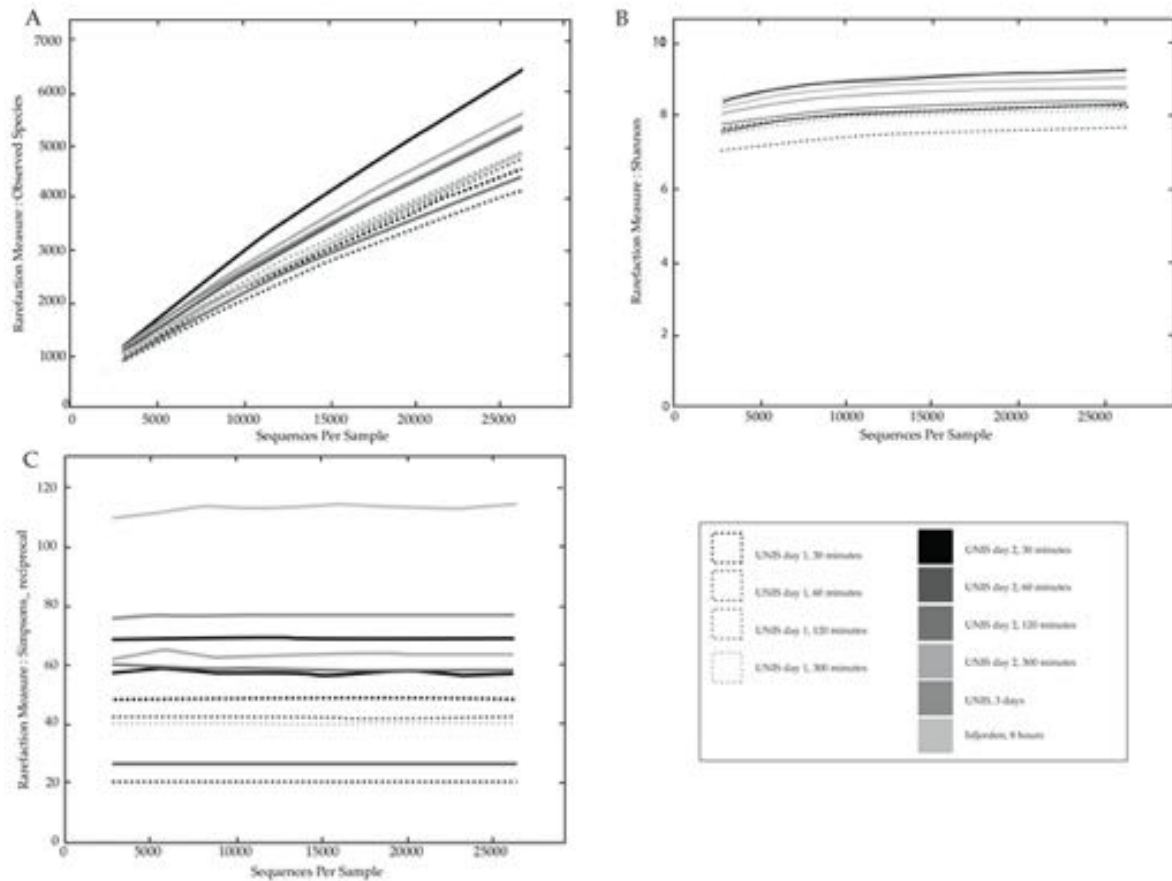 A
7000
6000
5000
4000
3000
2000
1000
0
5000
10000
15000
20000
25000
Rarefaction Measure : Observed Species
Sequences Per Sample
B
10
8
6
4
2
0
0
5000
10000
15000
20000
25000
Rarefaction Measure : Shannon
Sequences Per Sample
C
120
100
80
60
40
20
0
0
5000
10000
15000
20000
25000
Rarefaction Measure : Simpsons_ reciprocal
Sequences Per Sample
UNIS day 1, 30 minutes
UNIS day 1, 60 minutes
UNIS day 1, 120 minutes
UNIS day 1, 300 minutes
UNIS day 2, 30 minutes
UNIS day 2, 60 minutes
UNIS day 2, 120 minutes
UNIS day 2, 300 minutes
UNIS, 3 days
Isfjorden, 8 hours